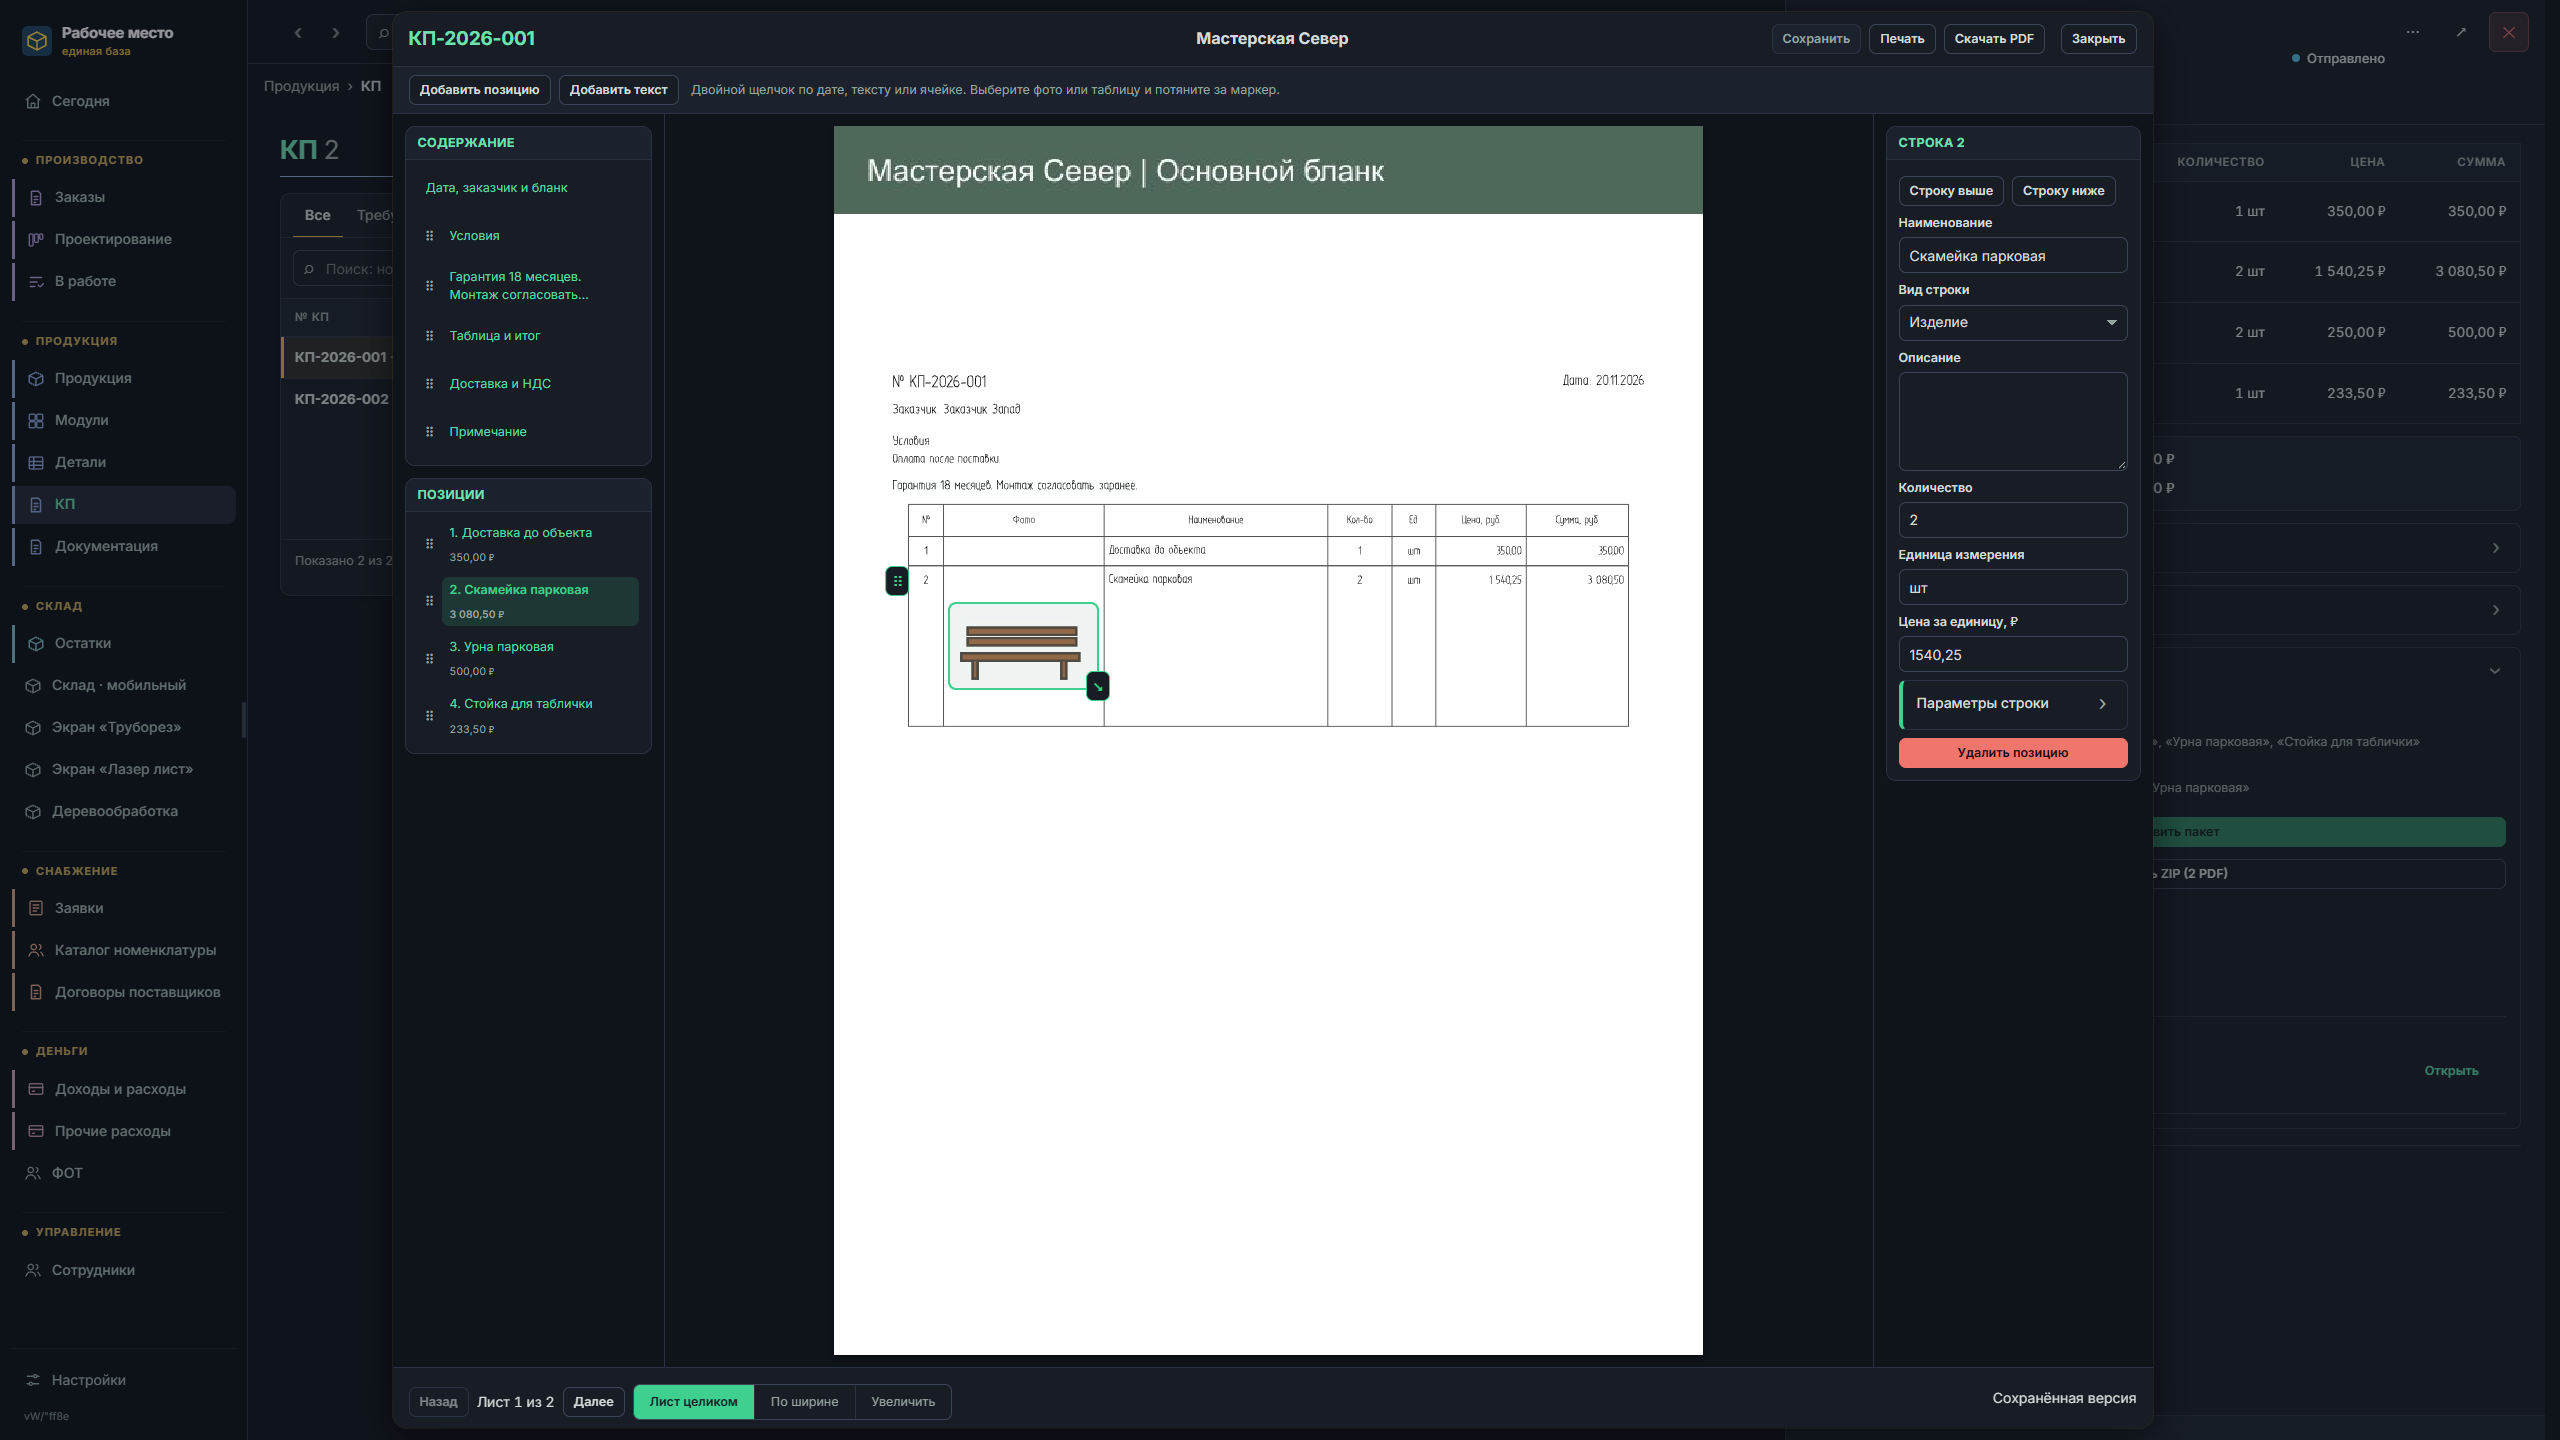 Рабочее место
единая база
Сегодня
ПРОИЗВОДСТВО
Заказы
Проектирование
В работе
ПРОДУКЦИЯ
Продукция
Модули
Детали
КП
Документация
СКЛАД
Остатки
Склад · мобильный
Экран «Труборез»
Экран «Лазер лист»
Деревообработка
СНАБЖЕНИЕ
Заявки
Каталог номенклатуры
Договоры поставщиков
ДЕНЬГИ
Доходы и расходы
Прочие расходы
ФОТ
УПРАВЛЕНИЕ
Сотрудники
Настройки
vW/"ff8e
Продукция › КП
КП 2
Все
Поиск:
№ КП
КП-2026-001
КП-2026-002
Показано 2 из 2
КП-2026-001
Мастерская Север
Сохранить
Печать
Скачать PDF
Закрыть
Добавить позицию
Добавить текст
Двойной щелчок по дате, тексту или ячейке. Выберите фото или таблицу и потяните за маркер.
СОДЕРЖАНИЕ
Дата, заказчик и бланк
Условия
Гарантия 18 месяцев.
Монтаж согласовать...
Таблица и итог
Доставка и НДС
Примечание
ПОЗИЦИИ
1. Доставка до объекта
350,00 ₽
2. Скамейка парковая
3 080,50 ₽
3. Урна парковая
500,00 ₽
4. Стойка для таблички
233,50 ₽
Мастерская Север | Основной бланк
№ КП-2026-001
Дата: 20.11.2026
Заказчик: Заказчик Запад
Условия
Оплата после поставки.
Гарантия 18 месяцев. Монтаж согласовать заранее.
№ Фото Наименование Кол-во Ед. Цена, руб. Сумма, руб.
1 Доставка до объекта 1 шт 350,00 350,00
2 Скамейка парковая 2 шт 1 540,25 3 080,50
Назад
Лист 1 из 2
Далее
Лист целиком
По ширине
Увеличить
Сохранённая версия
СТРОКА 2
Строку выше
Строку ниже
Наименование
Скамейка парковая
Вид строки
Изделие
Описание
Количество
2
Единица измерения
шт
Цена за единицу, ₽
1540,25
Параметры строки
Удалить позицию
Отправлено
КОЛИЧЕСТВО ЦЕНА СУММА
1 шт 350,00 ₽ 350,00 ₽
2 шт 1 540,25 ₽ 3 080,50 ₽
2 шт 250,00 ₽ 500,00 ₽
1 шт 233,50 ₽ 233,50 ₽
0 ₽
0 ₽
«Урна парковая», «Стойка для таблички»
Урна парковая»
пакет
ZIP (2 PDF)
Открыть